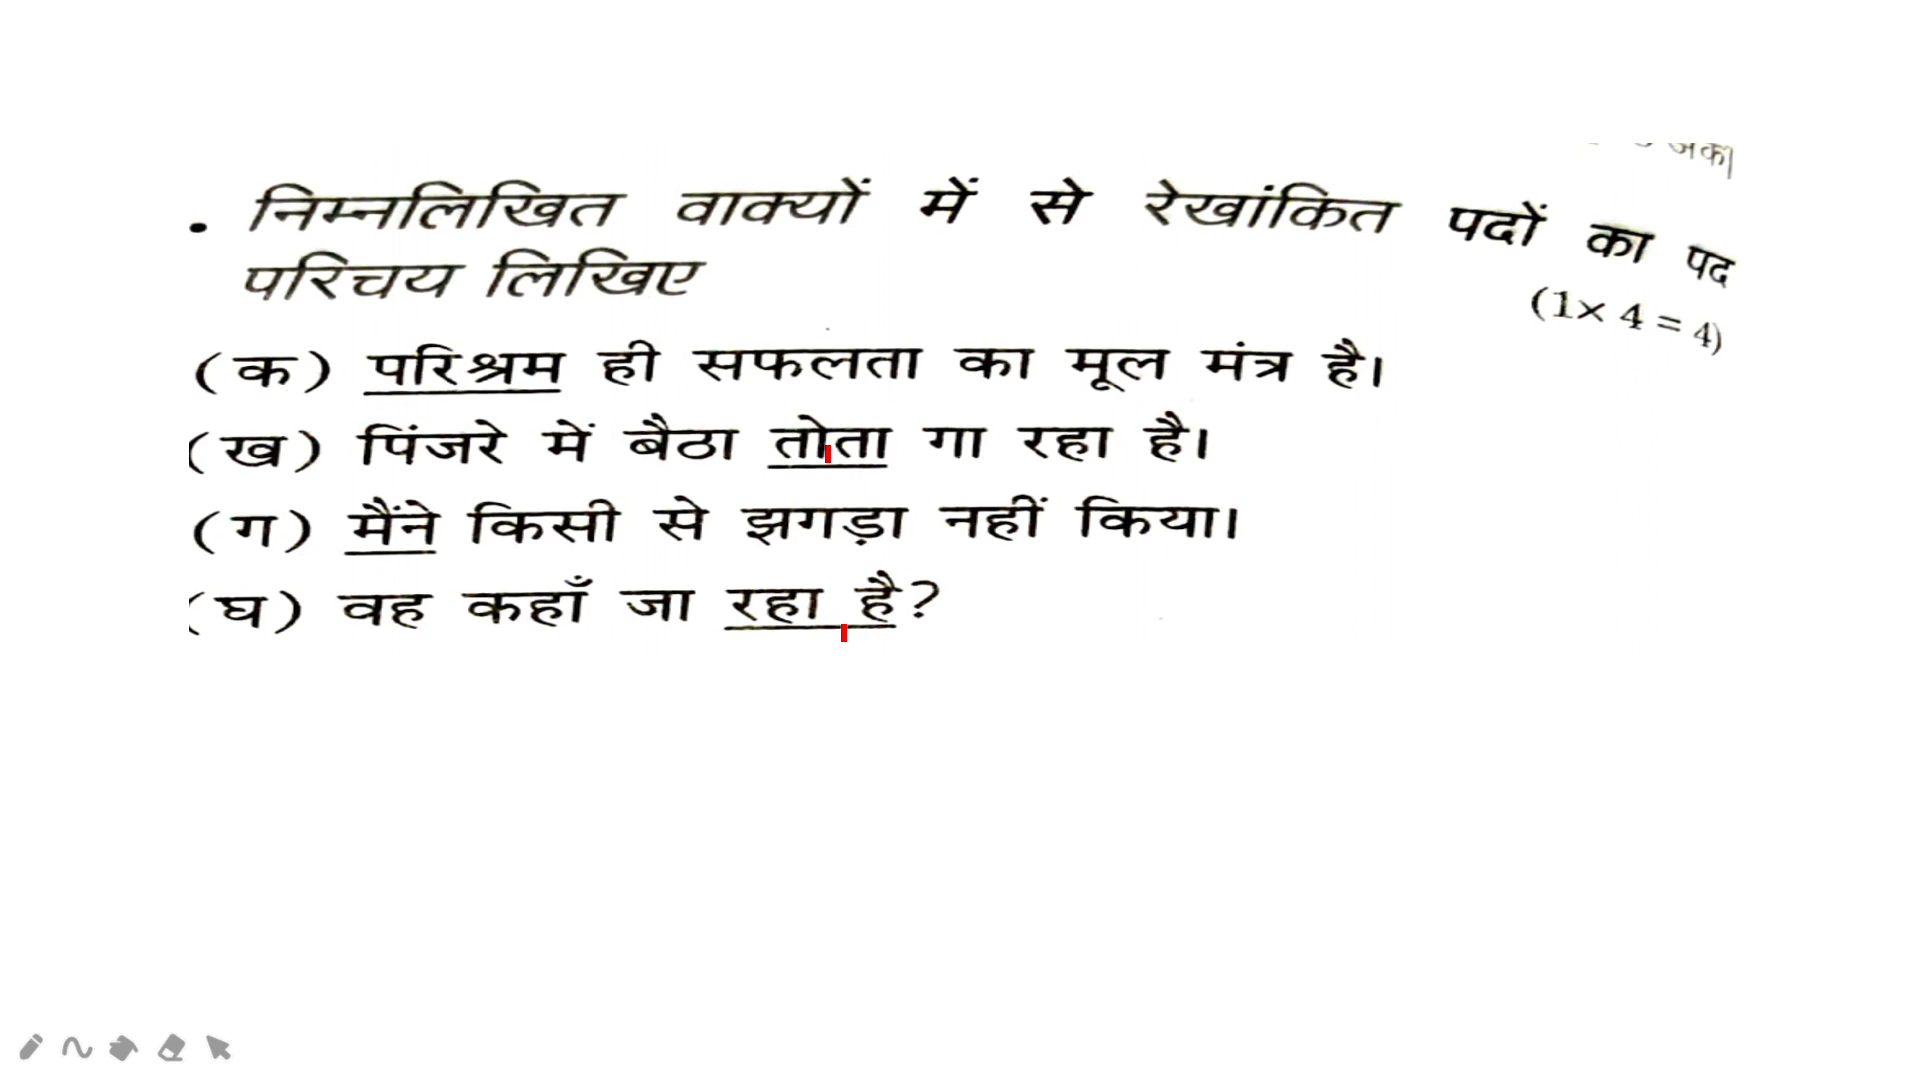 . निम्नलिखित वाक्यों में से रेखांकित पदों का पद
परिचय लिखिए
(1× 4 = 4)
(क) परिश्रम ही सफलता का मूल मंत्र है।
(ख) पिंजरे में बैठा तोता गा रहा है।
(ग) मैंने किसी से झगड़ा नहीं किया।
(घ) वह कहाँ जा रहा है?